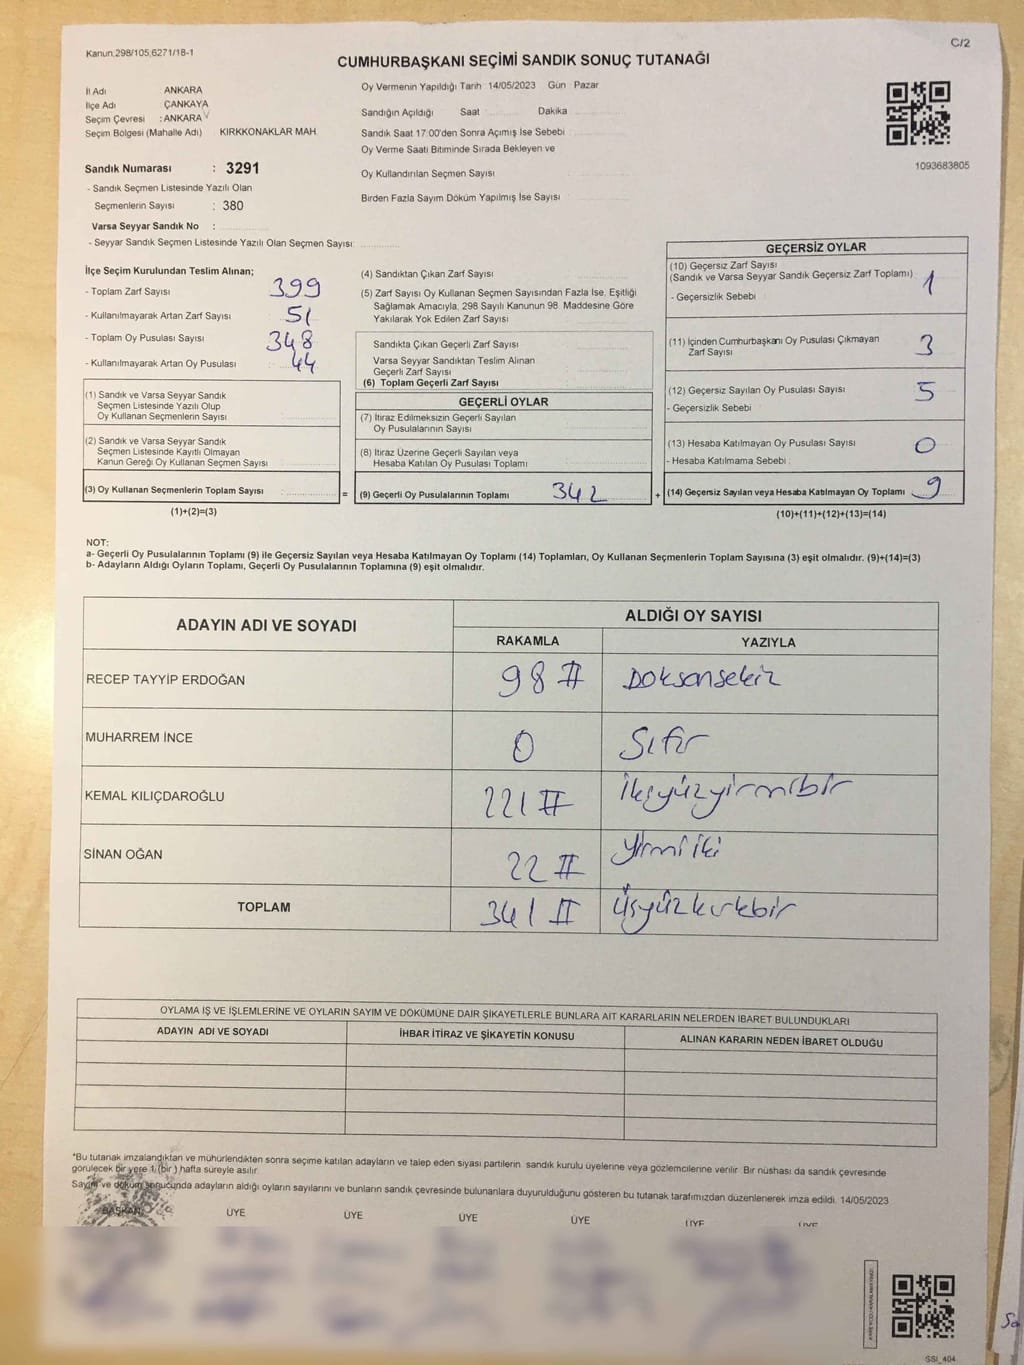 Kanun,298/105,6271/18-1
C/2
CUMHURBAŞKANI SEÇİMİ SANDIK SONUÇ TUTANAĞI
İl Adı ANKARA
İlçe Adı ÇANKAYA
Seçim Çevresi : ANKARA
Seçim Bölgesi (Mahalle Adı) KIRKKONAKLAR MAH.
Sandık Numarası : 3291
- Sandık Seçmen Listesinde Yazılı Olan
Seçmenlerin Sayısı : 380
Varsa Seyyar Sandık No :
- Seyyar Sandık Seçmen Listesinde Yazılı Olan Seçmen Sayısı:
Oy Vermenin Yapıldığı Tarih 14/05/2023 Gün Pazar
Sandığın Açıldığı Saat Dakika
Sandık Saat 17:00'den Sonra Açımış İse Sebebi :
Oy Verme Saati Bitiminde Sırada Bekleyen ve
Oy Kullandırılan Seçmen Sayısı
Birden Fazla Sayım Döküm Yapılmış İse Sayısı
1093683805
İlçe Seçim Kurulundan Teslim Alınan;
- Toplam Zarf Sayısı 399
- Kullanılmayarak Artan Zarf Sayısı 51
- Toplam Oy Pusulası Sayısı 348
- Kullanılmayarak Artan Oy Pusulası 44
(1) Sandık ve Varsa Seyyar Sandık
Seçmen Listesinde Yazılı Olup
Oy Kullanan Seçmenlerin Sayısı
(2) Sandık ve Varsa Seyyar Sandık
Seçmen Listesinde Kayıtlı Olmayan
Kanun Gereği Oy Kullanan Seçmen Sayısı
(3) Oy Kullanan Seçmenlerin Toplam Sayısı :
(1)+(2)=(3)
(4) Sandıktan Çıkan Zarf Sayısı
(5) Zarf Sayısı Oy Kullanan Seçmen Sayısından Fazla İse, Eşitliği
Sağlamak Amacıyla, 298 Sayılı Kanunun 98. Maddesine Göre
Yakılarak Yok Edilen Zarf Sayısı
Sandıkta Çıkan Geçerli Zarf Sayısı
Varsa Seyyar Sandıktan Teslim Alınan
Geçerli Zarf Sayısı
(6) Toplam Geçerli Zarf Sayısı
GEÇERLİ OYLAR
(7) İtiraz Edilmeksizin Geçerli Sayılan
Oy Pusulalarının Sayısı
(8) İtiraz Üzerine Geçerli Sayılan veya
Hesaba Katılan Oy Pusulası Toplamı
= (9) Geçerli Oy Pusulalarının Toplamı 342
GEÇERSİZ OYLAR
(10) Geçersiz Zarf Sayısı
(Sandık ve Varsa Seyyar Sandık Geçersiz Zarf Toplamı) 1
- Geçersizlik Sebebi :
(11) İçinden Cumhurbaşkanı Oy Pusulası Çıkmayan
Zarf Sayısı 3
(12) Geçersiz Sayılan Oy Pusulası Sayısı 5
- Geçersizlik Sebebi
(13) Hesaba Katılmayan Oy Pusulası Sayısı 0
- Hesaba Katılmama Sebebi :
+ (14) Geçersiz Sayılan veya Hesaba Katılmayan Oy Toplamı 9
(10)+(11)+(12)+(13)=(14)
NOT:
a- Geçerli Oy Pusulalarının Toplamı (9) ile Geçersiz Sayılan veya Hesaba Katılmayan Oy Toplamı (14) Toplamları, Oy Kullanan Seçmenlerin Toplam Sayısına (3) eşit olmalıdır. (9)+(14)=(3)
b- Adayların Aldığı Oyların Toplamı, Geçerli Oy Pusulalarının Toplamına (9) eşit olmalıdır.
ADAYIN ADI VE SOYADI ALDIĞI OY SAYISI
RAKAMLA YAZIYLA
RECEP TAYYİP ERDOĞAN 98 # Doksansekiz
MUHARREM İNCE 0 Sıfır
KEMAL KILIÇDAROĞLU 221 # ikiyüzyirmibir
SİNAN OĞAN 22 # yirmiiki
TOPLAM 341 # Üçyüzkırkbir
OYLAMA İŞ VE İŞLEMLERİNE VE OYLARIN SAYIM VE DÖKÜMÜNE DAİR ŞİKAYETLERLE BUNLARA AİT KARARLARIN NELERDEN İBARET BULUNDUKLARI
ADAYIN ADI VE SOYADI İHBAR İTİRAZ VE ŞİKAYETİN KONUSU ALINAN KARARIN NEDEN İBARET OLDUĞU
*Bu tutanak imzalandıktan ve mühürlendikten sonra seçime katılan adayların ve talep eden siyasi partilerin sandık kurulu üyelerine veya gözlemcilerine verilir. Bir nüshası da sandık çevresinde
görülecek bir yere 1 (bir ) hafta süreyle asılır.
Sayım ve döküm sonucunda adayların aldığı oyların sayılarını ve bunların sandık çevresinde bulunanlara duyurulduğunu gösteren bu tutanak tarafımızdan düzenlenerek imza edildi. 14/05/2023
BAŞKAN ÜYE ÜYE ÜYE ÜYE ÜYE ÜYE
SSI_404